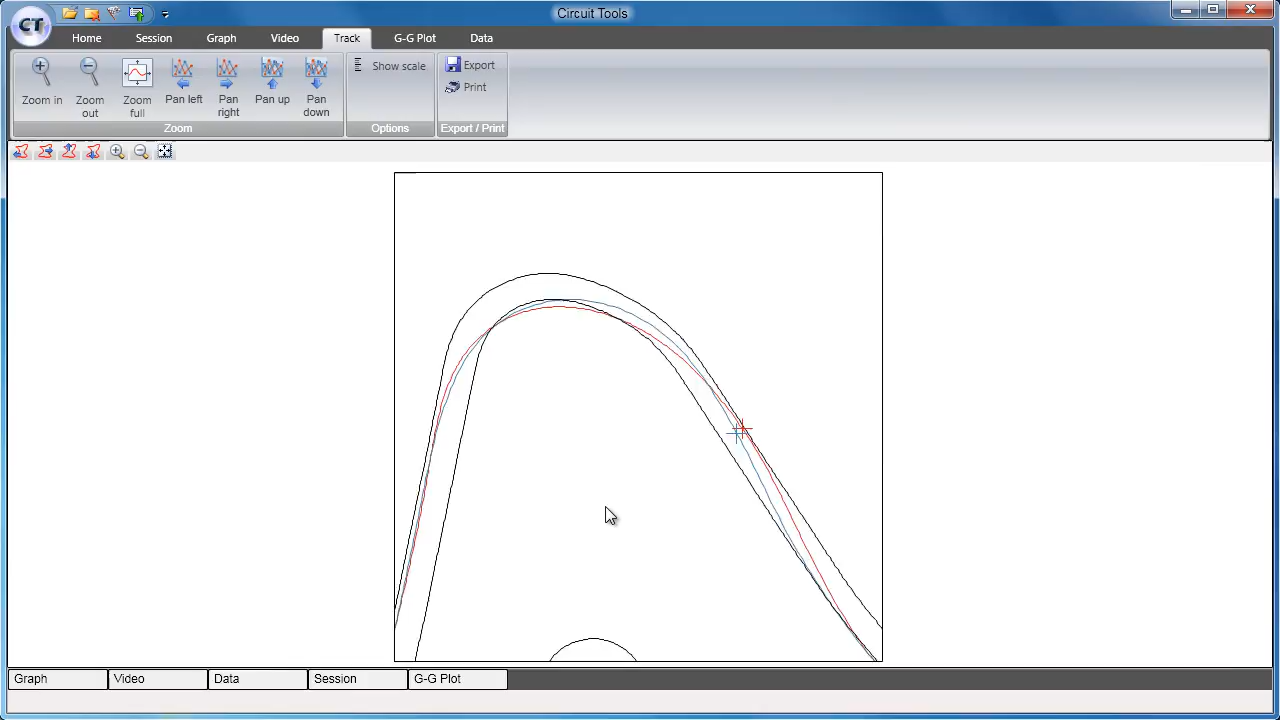 Circuit Tools
CT
Home Session Graph Video Track G-G Plot Data
Zoom in
Zoom out
Zoom full
Pan left
Pan right
Pan up
Pan down
Show scale
Export
Print
Zoom Options Export / Print
Graph Video Data Session G-G Plot